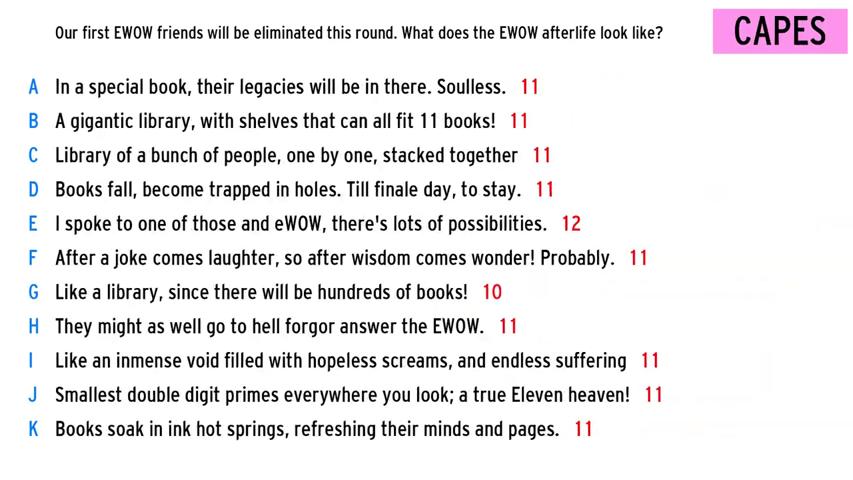 Our first EWOW friends will be eliminated this round. What does the EWOW afterlife look like?
CAPES
A In a special book, their legacies will be in there. Soulless. 11
B A gigantic library, with shelves that can all fit 11 books! 11
C Library of a bunch of people, one by one, stacked together 11
D Books fall, become trapped in holes. Till finale day, to stay. 11
E I spoke to one of those and eWOW, there's lots of possibilities. 12
F After a joke comes laughter, so after wisdom comes wonder! Probably. 11
G Like a library, since there will be hundreds of books! 10
H They might as well go to hell forgor answer the EWOW. 11
I Like an inmense void filled with hopeless screams, and endless suffering 11
J Smallest double digit primes everywhere you look; a true Eleven heaven! 11
K Books soak in ink hot springs, refreshing their minds and pages. 11